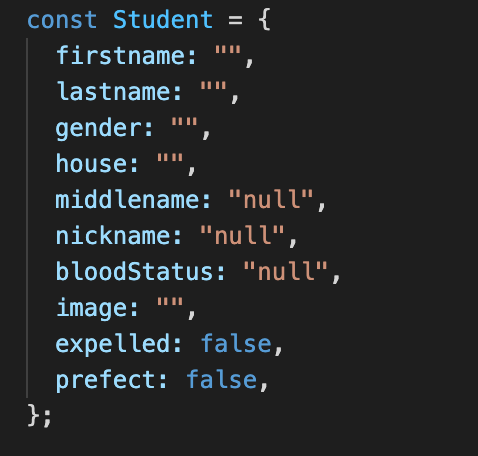 const Student = {
  firstname: "",
  lastname: "",
  gender: "",
  house: "",
  middlename: "null",
  nickname: "null",
  bloodStatus: "null",
  image: "",
  expelled: false,
  prefect: false,
};